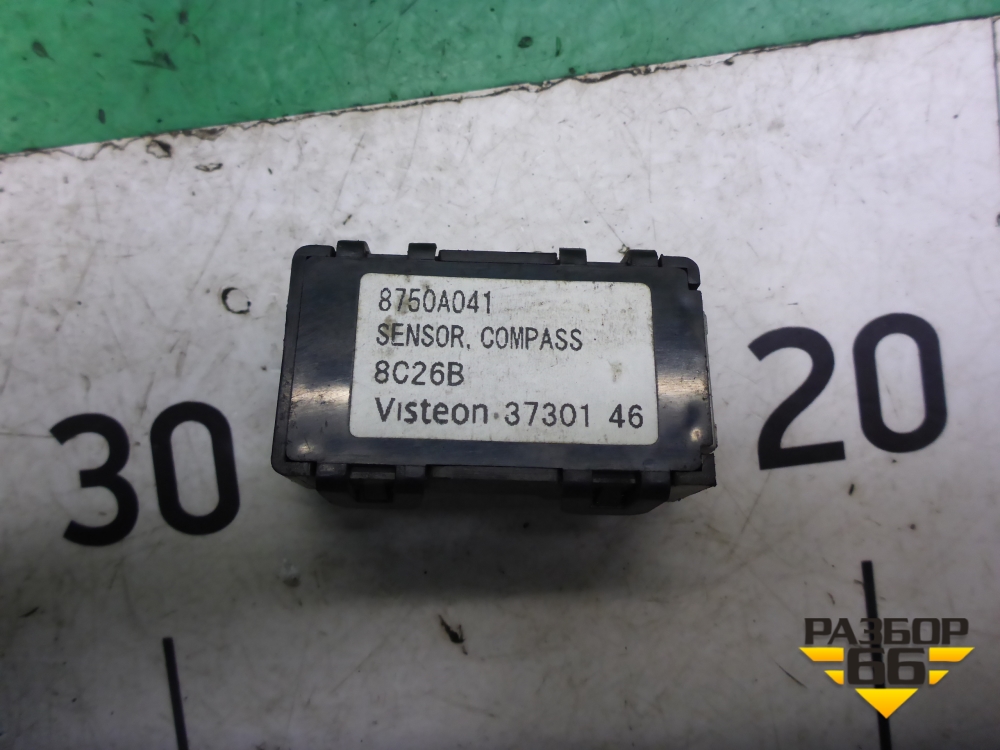 8750A041
SENSOR, COMPASS
8C26B
Visteon 37301 46
30
20
РАЗБОР
66